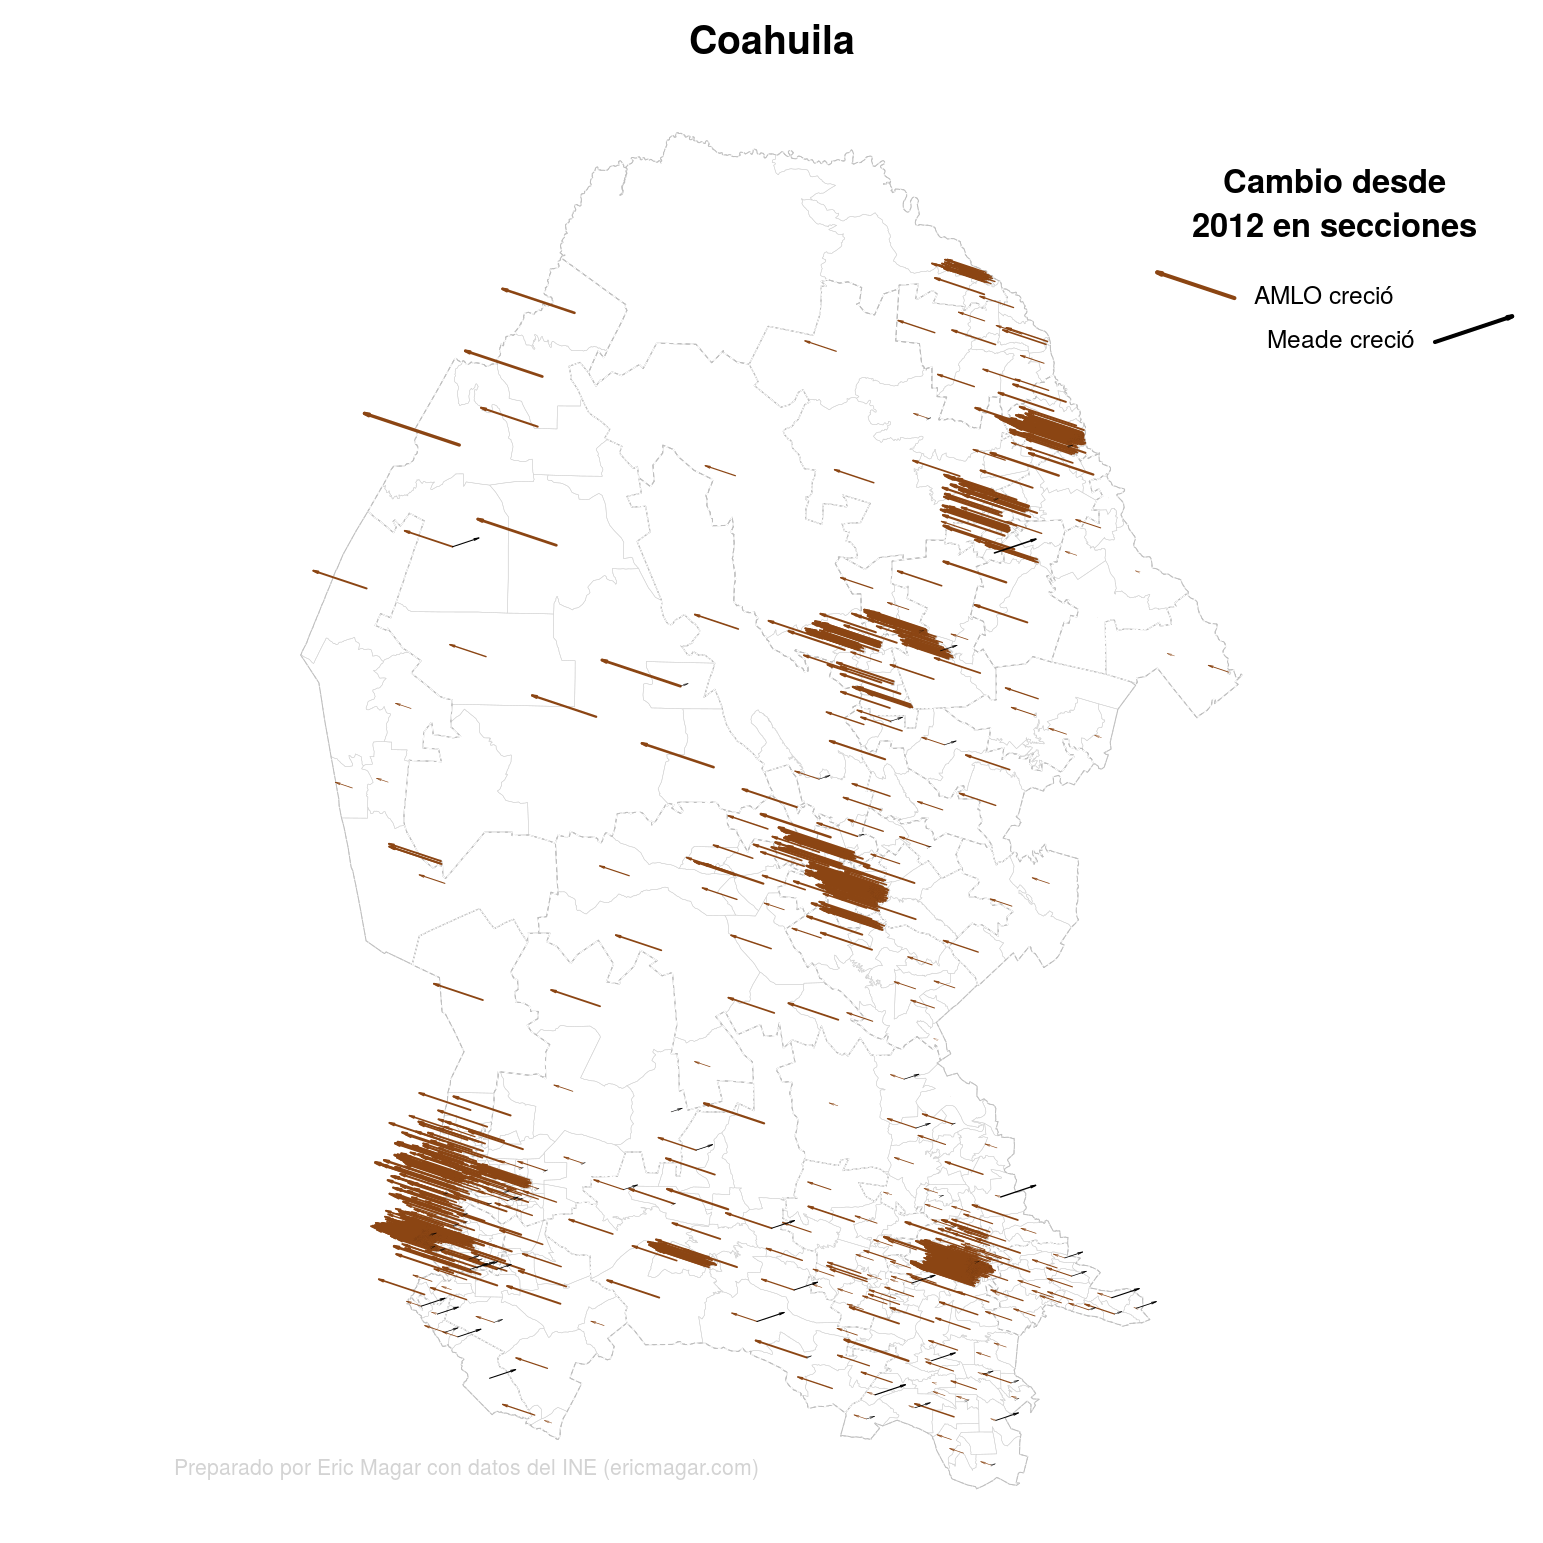 Coahuila
Cambio desde
2012 en secciones
AMLO creció
Meade creció
Preparado por Eric Magar con datos del INE (ericmagar.com)